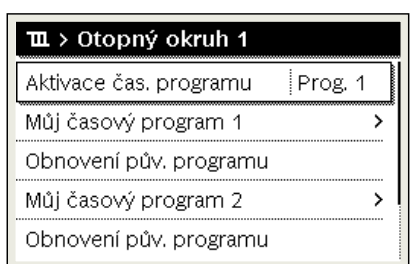 > Otopný okruh 1
Aktivace čas. programu Prog. 1
Můj časový program 1 >
Obnovení pův. programu
Můj časový program 2 >
Obnovení pův. programu